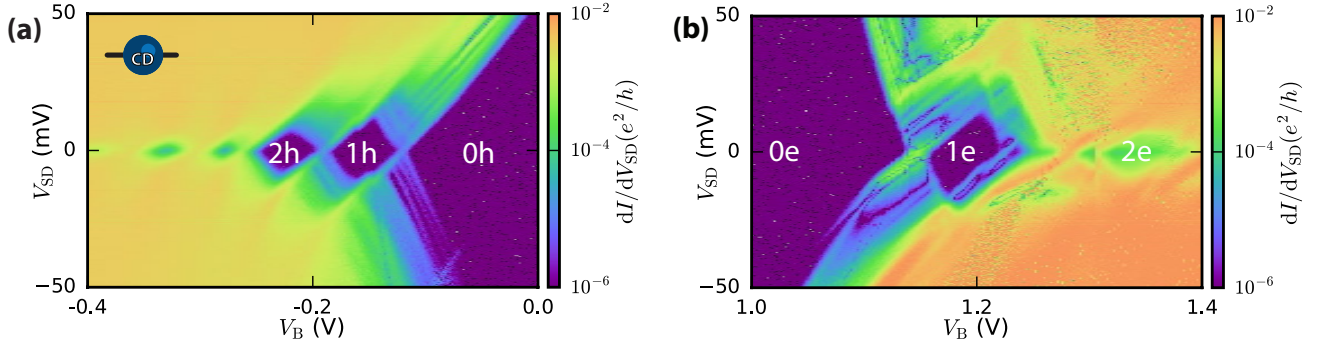 (a)
CD
2h
1h
0h
50
0
−50
V_SD (mV)
-0.4
-0.2
0.0
V_B (V)
10^−2
10^−4
10^−6
dI/dV_SD(e^2/h)
(b)
0e
1e
2e
50
0
−50
V_SD (mV)
1.0
1.2
1.4
V_B (V)
10^−2
10^−4
10^−6
dI/dV_SD(e^2/h)